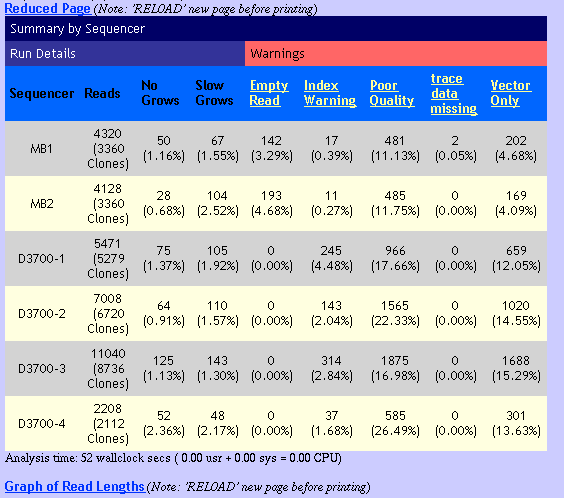 Reduced Page (Note: 'RELOAD' new page before printing)
Summary by Sequencer
Run Details Warnings
Sequencer Reads No Grows Slow Grows Empty Read Index Warning Poor Quality trace data missing Vector Only
MB1 4320 (3360 Clones) 50 (1.16%) 67 (1.55%) 142 (3.29%) 17 (0.39%) 481 (11.13%) 2 (0.05%) 202 (4.68%)
MB2 4128 (3360 Clones) 28 (0.68%) 104 (2.52%) 193 (4.68%) 11 (0.27%) 485 (11.75%) 0 (0.00%) 169 (4.09%)
D3700-1 5471 (5279 Clones) 75 (1.37%) 105 (1.92%) 0 (0.00%) 245 (4.48%) 966 (17.66%) 0 (0.00%) 659 (12.05%)
D3700-2 7008 (6720 Clones) 64 (0.91%) 110 (1.57%) 0 (0.00%) 143 (2.04%) 1565 (22.33%) 0 (0.00%) 1020 (14.55%)
D3700-3 11040 (8736 Clones) 125 (1.13%) 143 (1.30%) 0 (0.00%) 314 (2.84%) 1875 (16.98%) 0 (0.00%) 1688 (15.29%)
D3700-4 2208 (2112 Clones) 52 (2.36%) 48 (2.17%) 0 (0.00%) 37 (1.68%) 585 (26.49%) 0 (0.00%) 301 (13.63%)
Analysis time: 52 wallclock secs ( 0.00 usr + 0.00 sys = 0.00 CPU)
Graph of Read Lengths (Note: 'RELOAD' new page before printing)